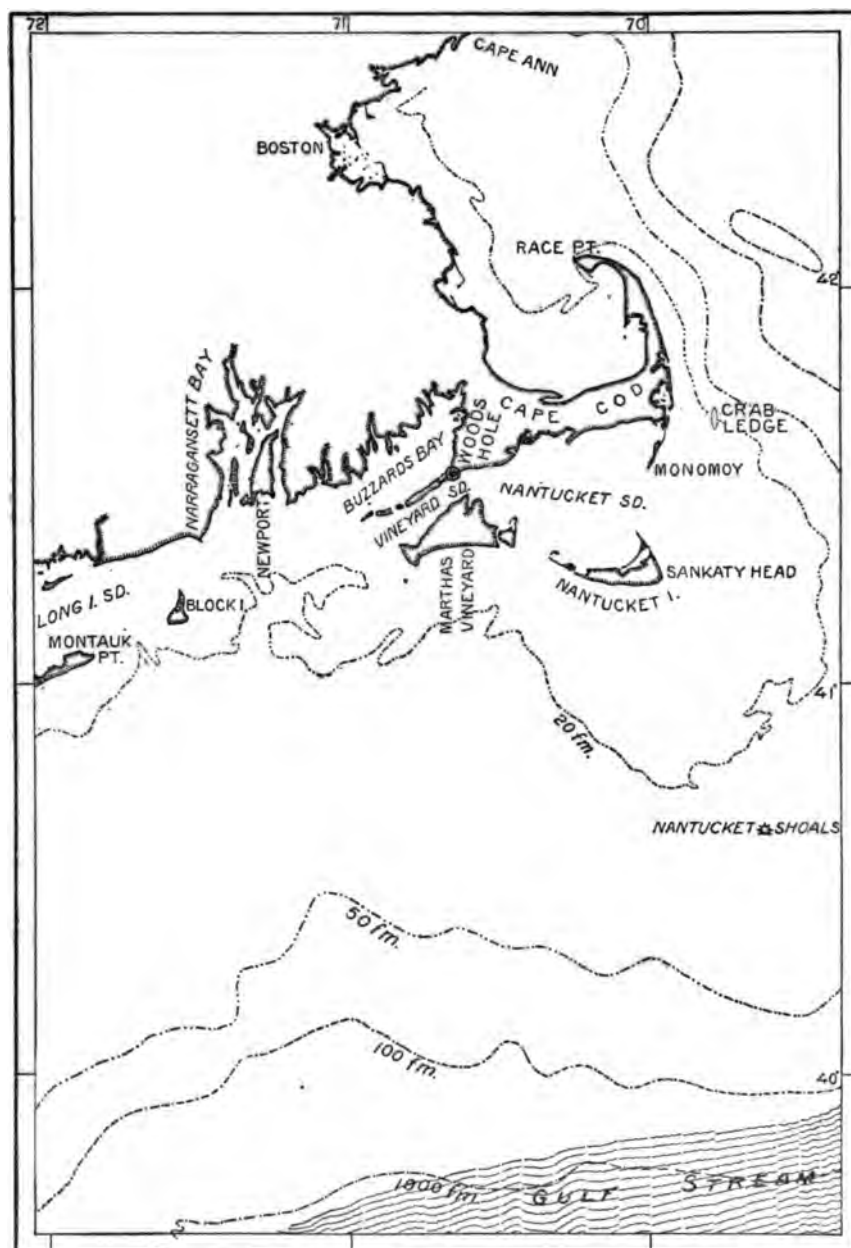 72
71
70
CAPE ANN
BOSTON
RACE PT.
42
NARRAGANSETT BAY
CAPE COD
CRAB
LEDGE
WOODS
HOLE
BUZZARDS BAY
MONOMOY
VINEYARD SD.
NANTUCKET SD.
NEWPORT
SANKATY HEAD
NANTUCKET I.
MARTHAS
VINEYARD
LONG I. SD.
BLOCK I.
MONTAUK
PT.
41
20 fm.
NANTUCKET SHOALS
50 fm.
100 fm.
40
1000 fm.
GULF STREAM